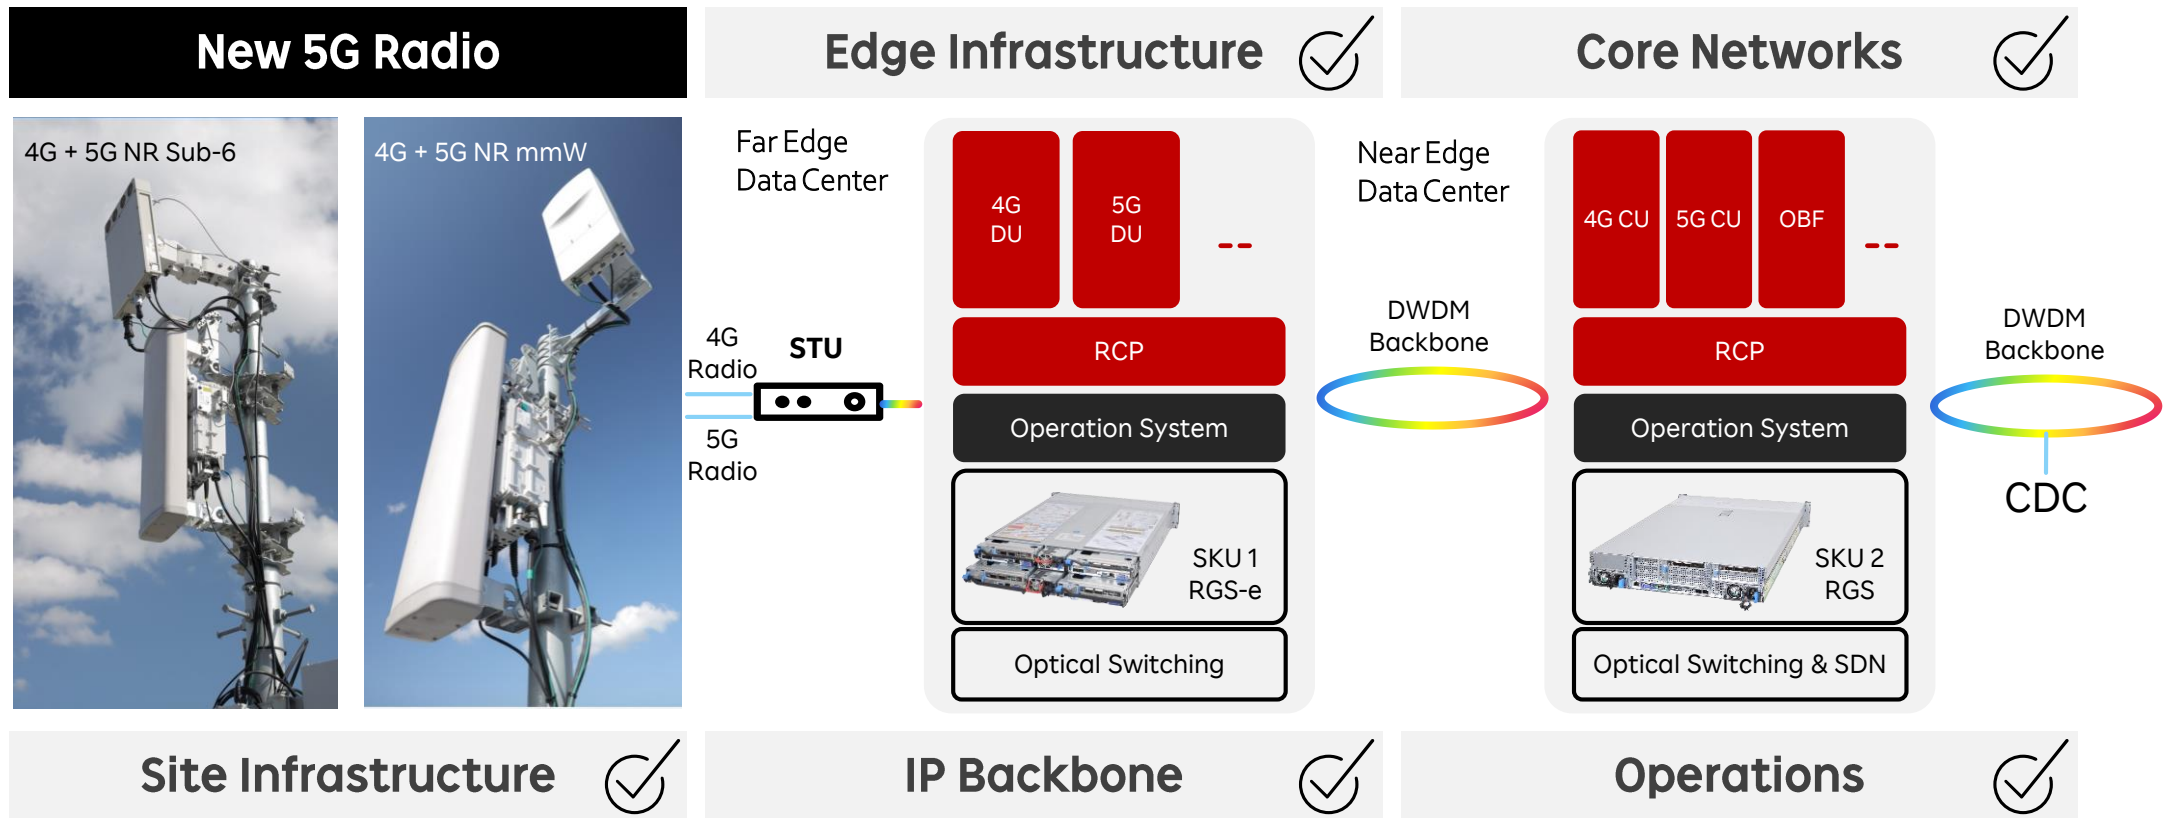 New 5G Radio
Edge Infrastructure
Core Networks
4G + 5G NR Sub-6
4G + 5G NR mmW
4G
Radio
5G
Radio
STU
Far Edge
Data Center
4G
DU
5G
DU
--
RCP
Operation System
SKU 1
RGS-e
Optical Switching
DWDM
Backbone
Near Edge
Data Center
4G CU
5G CU
OBF
--
RCP
Operation System
SKU 2
RGS
Optical Switching & SDN
DWDM
Backbone
CDC
Site Infrastructure
IP Backbone
Operations